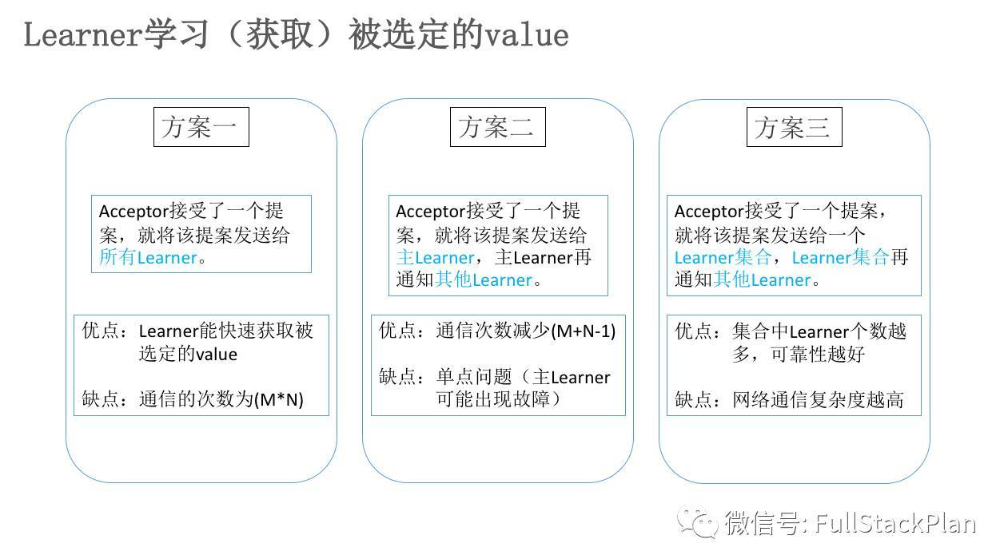 Learner学习（获取）被选定的value
方案一
Acceptor接受了一个提
案，就将该提案发送给
所有Learner。
优点：Learner能快速获取被
选定的value
缺点：通信的次数为(M*N)
方案二
Acceptor接受了一个提
案，就将该提案发送给
主Learner，主Learner再
通知其他Learner。
优点：通信次数减少(M+N-1)
缺点：单点问题（主Learner
可能出现故障）
方案三
Acceptor接受了一个提案，
就将该提案发送给一个
Learner集合，Learner集合再
通知其他Learner。
优点：集合中Learner个数越
多，可靠性越好
缺点：网络通信复杂度越高
微信号: FullStackPlan